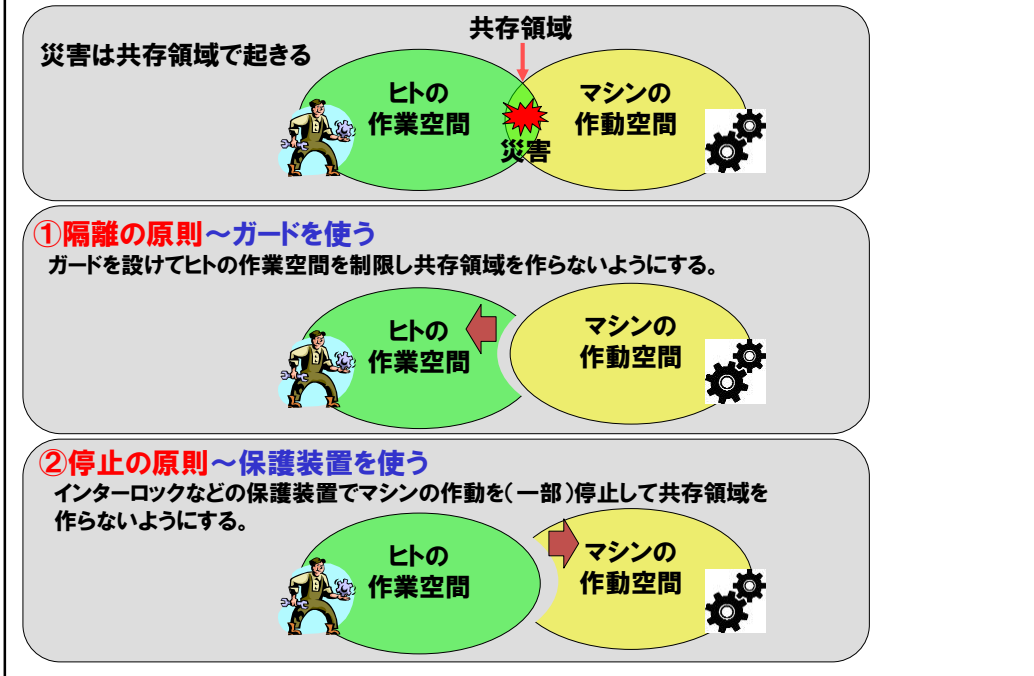 共存領域
災害は共存領域で起きる
ヒトの
作業空間
マシンの
作動空間
災害
①隔離の原則～ガードを使う
ガードを設けてヒトの作業空間を制限し共存領域を作らないようにする。
ヒトの
作業空間
マシンの
作動空間
②停止の原則～保護装置を使う
インターロックなどの保護装置でマシンの作動を（一部）停止して共存領域を
作らないようにする。
ヒトの
作業空間
マシンの
作動空間